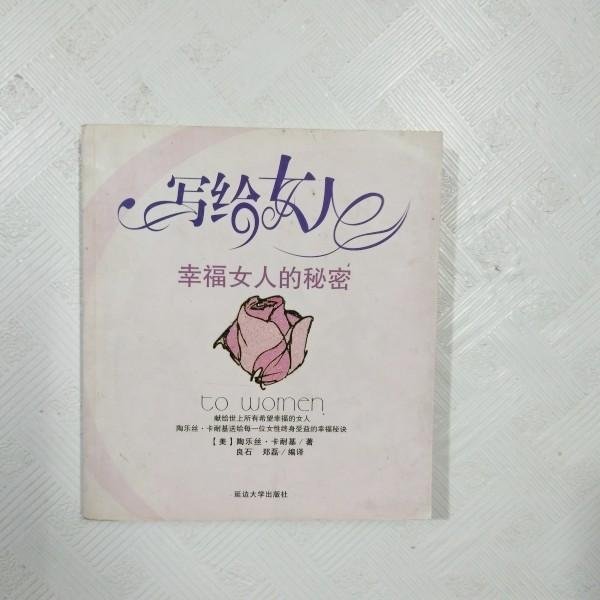 写给女人
幸福女人的秘密
to women
献给世上所有希望幸福的女人
陶乐丝·卡耐基送给每一位女性终身受益的幸福秘诀
【美】陶乐丝·卡耐基/著
良石 郑磊/编译
延边大学出版社